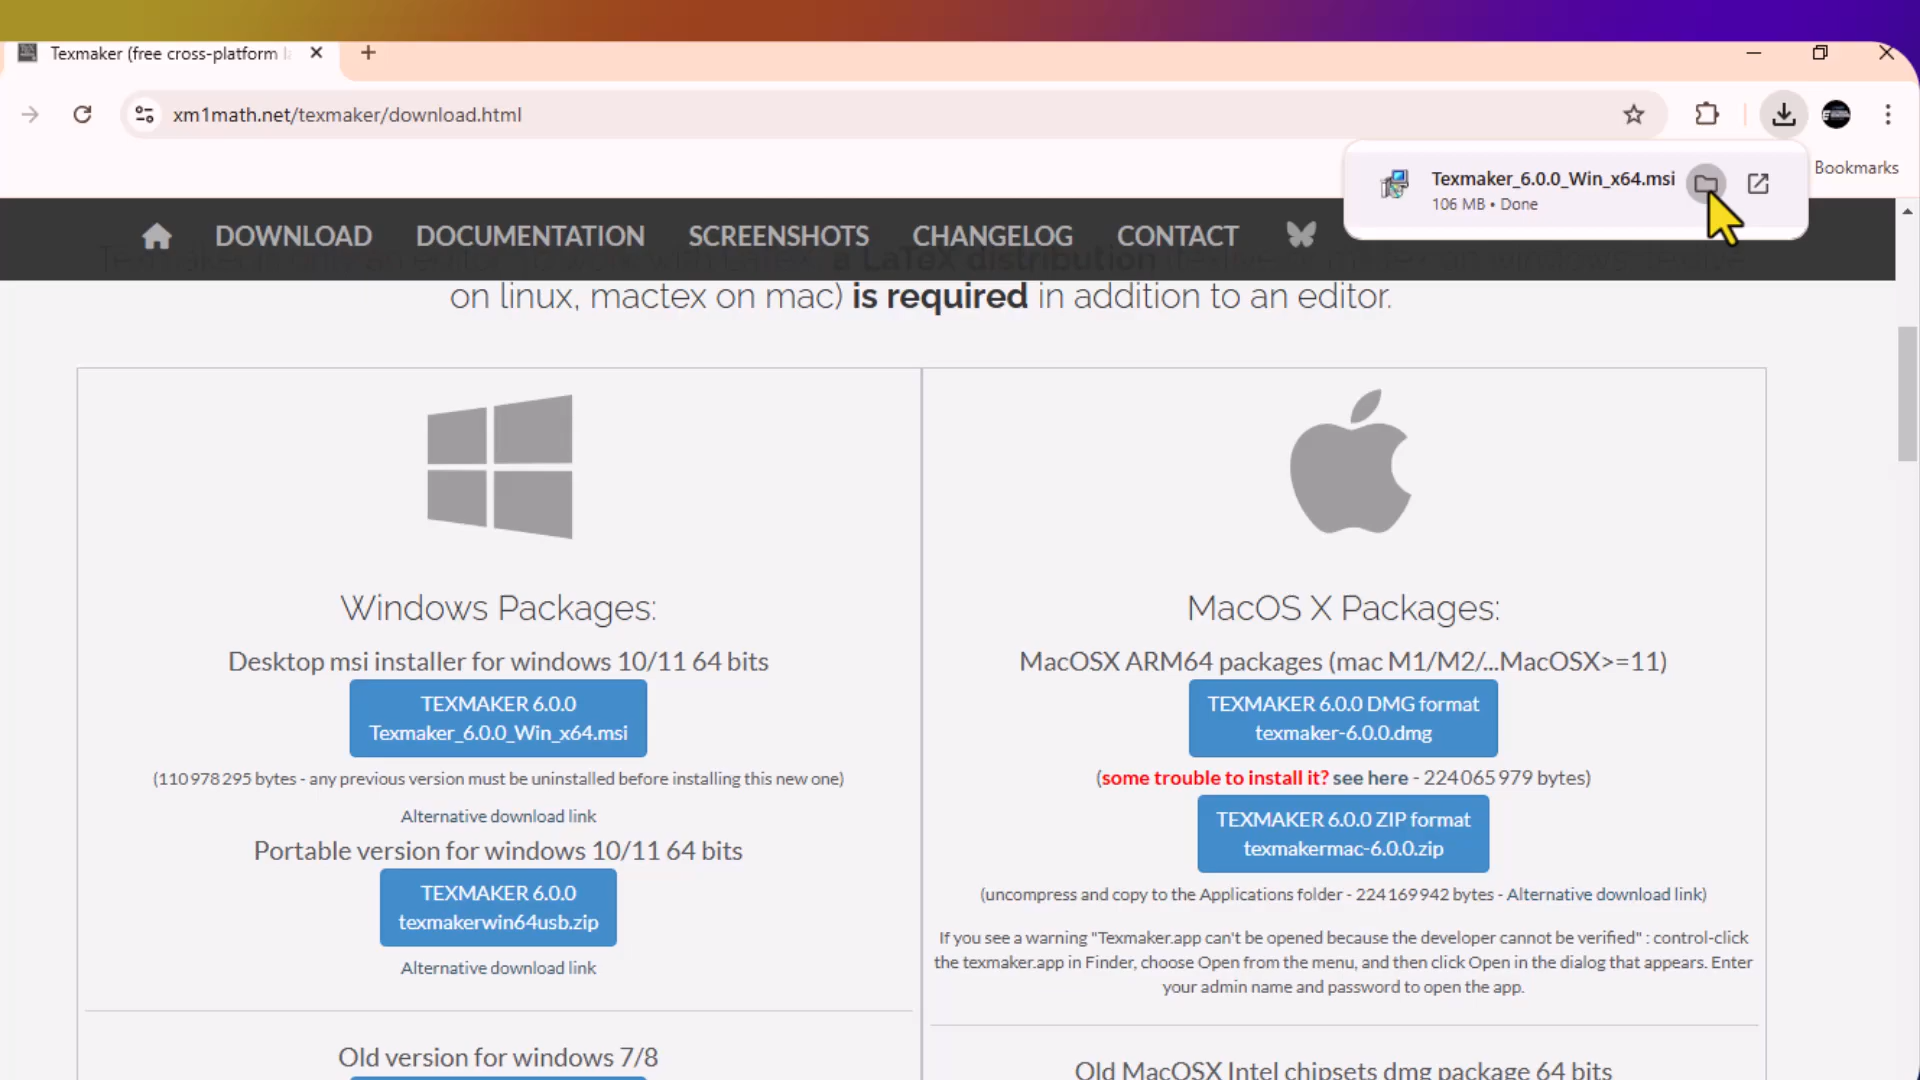 Texmaker (free cross-platform
xm1math.net/texmaker/download.html
Texmaker_6.0.0_Win_x64.msi
106 MB • Done
Bookmarks
DOWNLOAD DOCUMENTATION SCREENSHOTS CHANGELOG CONTACT
a LaTeX distribution
on linux, mactex on mac) is required in addition to an editor.
Windows Packages:
Desktop msi installer for windows 10/11 64 bits
TEXMAKER 6.0.0
Texmaker_6.0.0_Win_x64.msi
(110 978 295 bytes - any previous version must be uninstalled before installing this new one)
Alternative download link
Portable version for windows 10/11 64 bits
TEXMAKER 6.0.0
texmakerwin64usb.zip
Alternative download link
Old version for windows 7/8
MacOS X Packages:
MacOSX ARM64 packages (mac M1/M2/...MacOSX>=11)
TEXMAKER 6.0.0 DMG format
texmaker-6.0.0.dmg
(some trouble to install it? see here - 224 065 979 bytes)
TEXMAKER 6.0.0 ZIP format
texmakermac-6.0.0.zip
(uncompress and copy to the Applications folder - 224 169 942 bytes - Alternative download link)
If you see a warning "Texmaker.app can't be opened because the developer cannot be verified" : control-click
the texmaker.app in Finder, choose Open from the menu, and then click Open in the dialog that appears. Enter
your admin name and password to open the app.
Old MacOSX Intel chipsets dmg package 64 bits